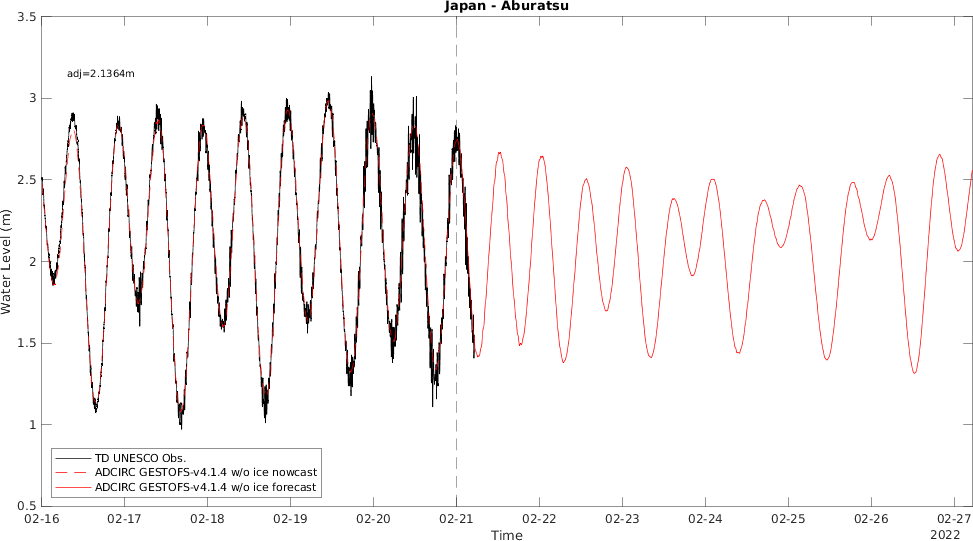 Japan - Aburatsu
3.5
adj=2.1364m
3
2.5
2
1.5
1
0.5
Water Level (m)
TD UNESCO Obs.
ADCIRC GESTOFS-v4.1.4 w/o ice nowcast
ADCIRC GESTOFS-v4.1.4 w/o ice forecast
02-16 02-17 02-18 02-19 02-20 02-21 02-22 02-23 02-24 02-25 02-26 02-27
Time
2022